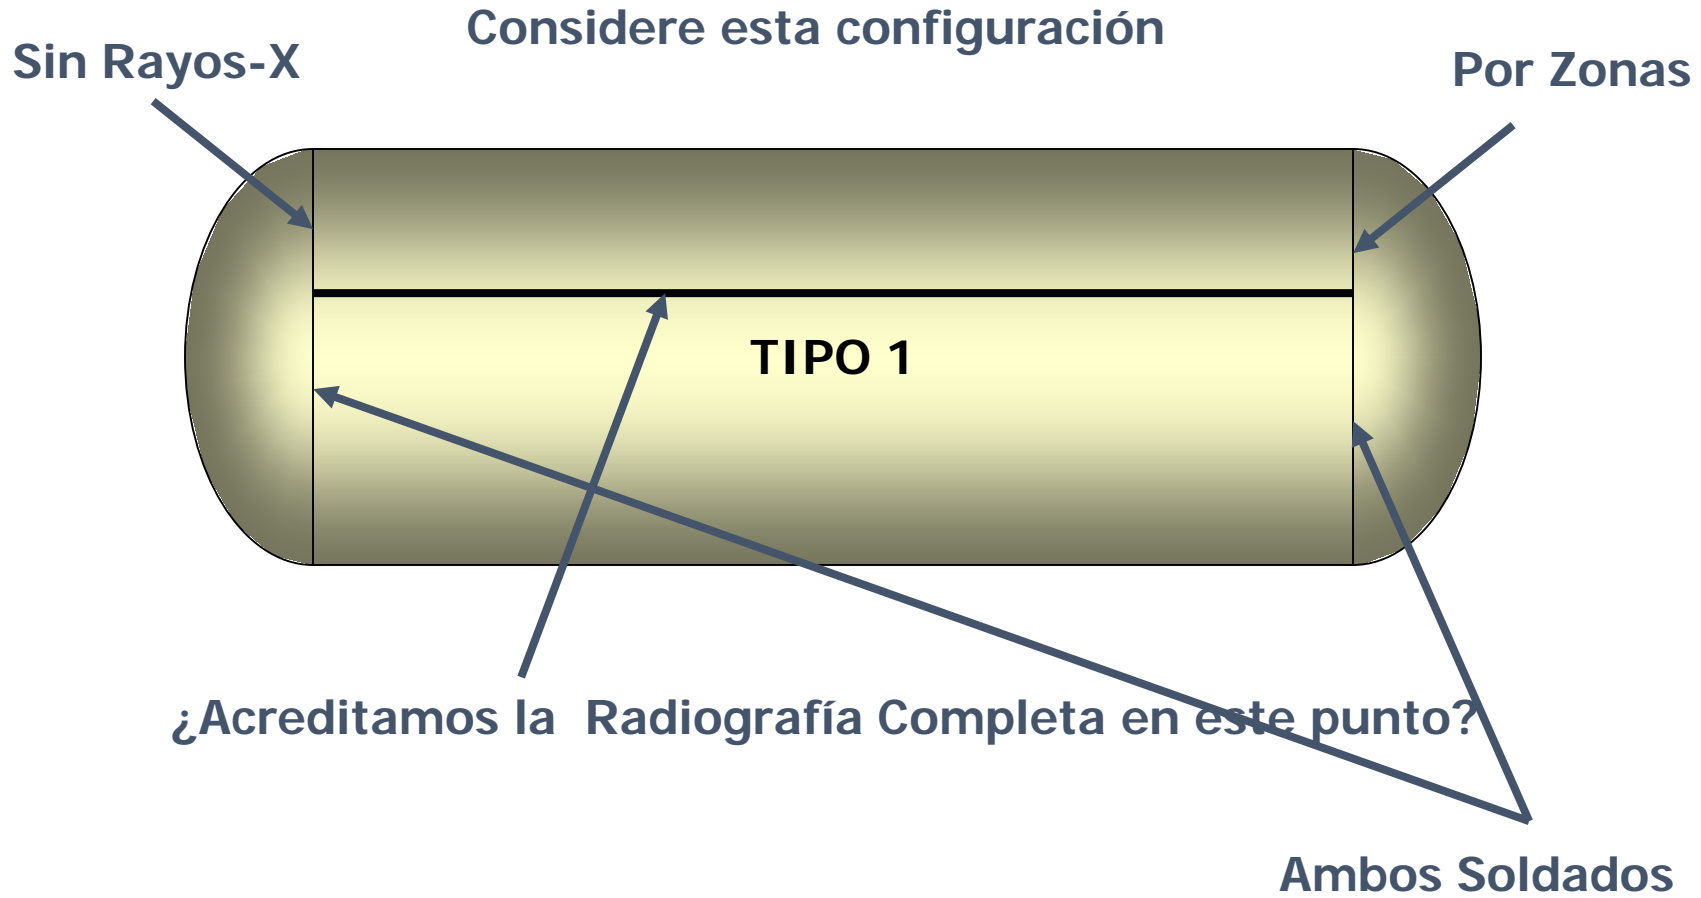 Considere esta configuración
Sin Rayos-X
Por Zonas
TIPO 1
¿Acreditamos la Radiografía Completa en este punto?
Ambos Soldados